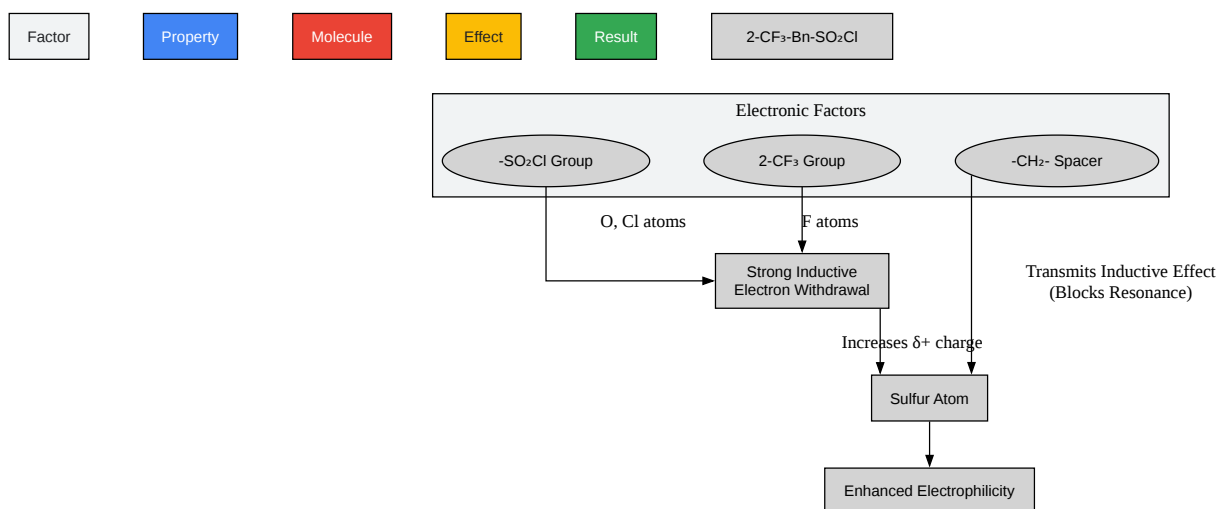 Factor
Property
Molecule
Effect
Result
2-CF₃-Bn-SO₂Cl
Electronic Factors
-SO₂Cl Group
2-CF₃ Group
-CH₂- Spacer
O, Cl atoms
F atoms
Strong Inductive
Electron Withdrawal
Transmits Inductive Effect
(Blocks Resonance)
Increases δ+ charge
Sulfur Atom
Enhanced Electrophilicity